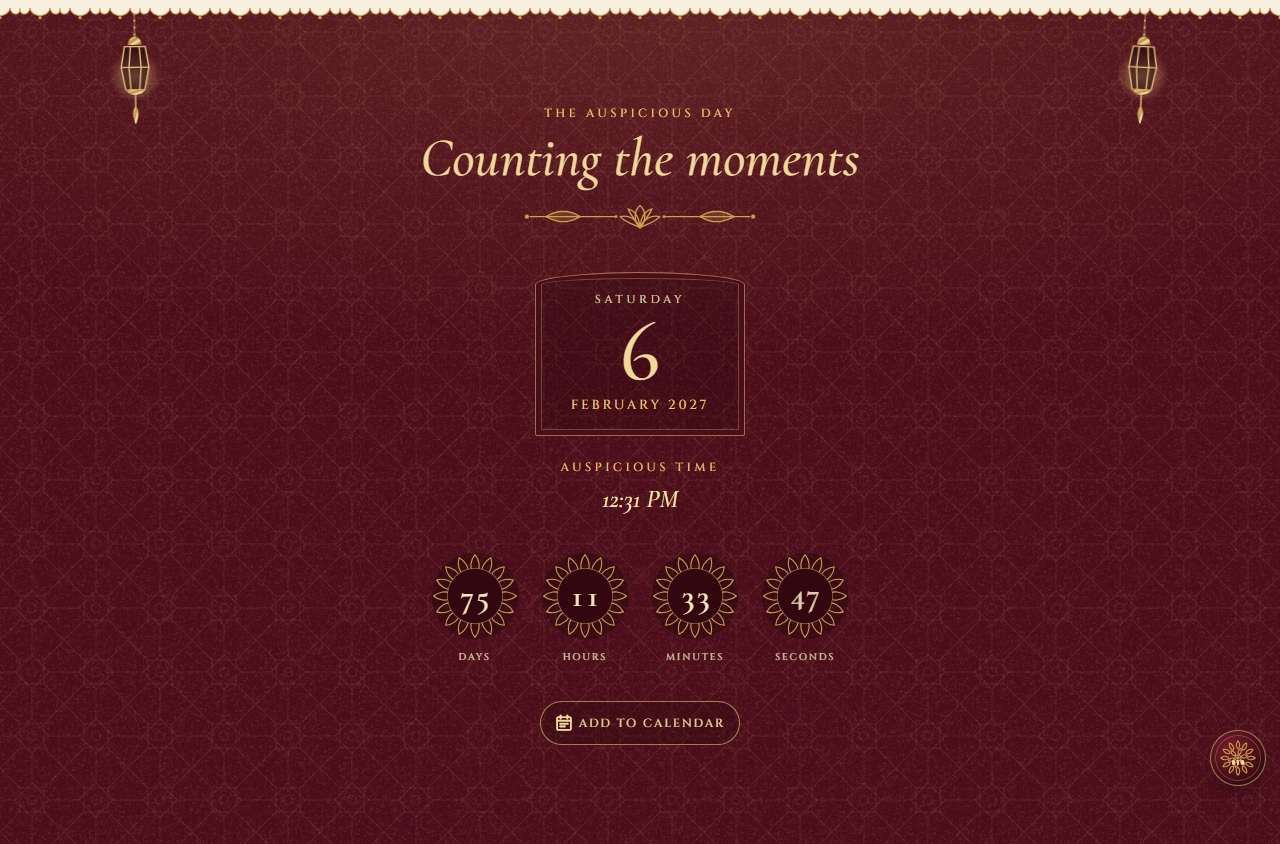 THE AUSPICIOUS DAY
Counting the moments
SATURDAY
6
FEBRUARY 2027
AUSPICIOUS TIME
12:31 PM
75 11 33 47
DAYS HOURS MINUTES SECONDS
ADD TO CALENDAR